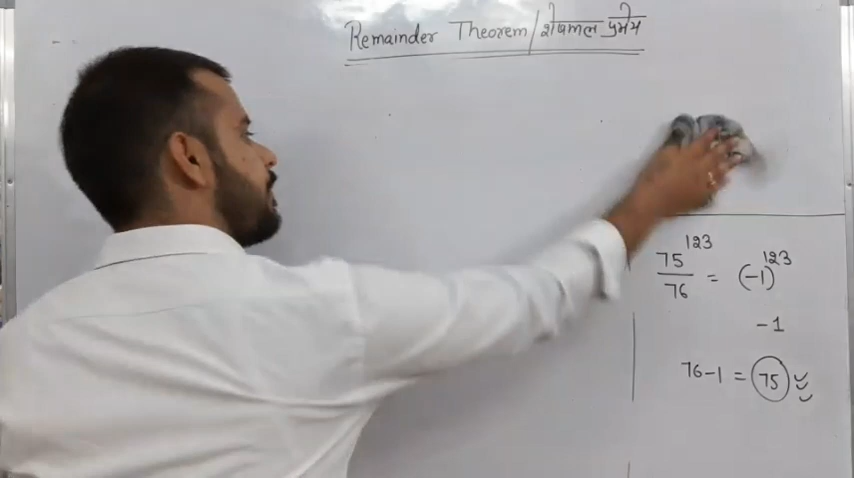 Remainder Theorem/शेषफल प्रमेय
75^123/76 = (-1)^123
-1
76-1 = 75